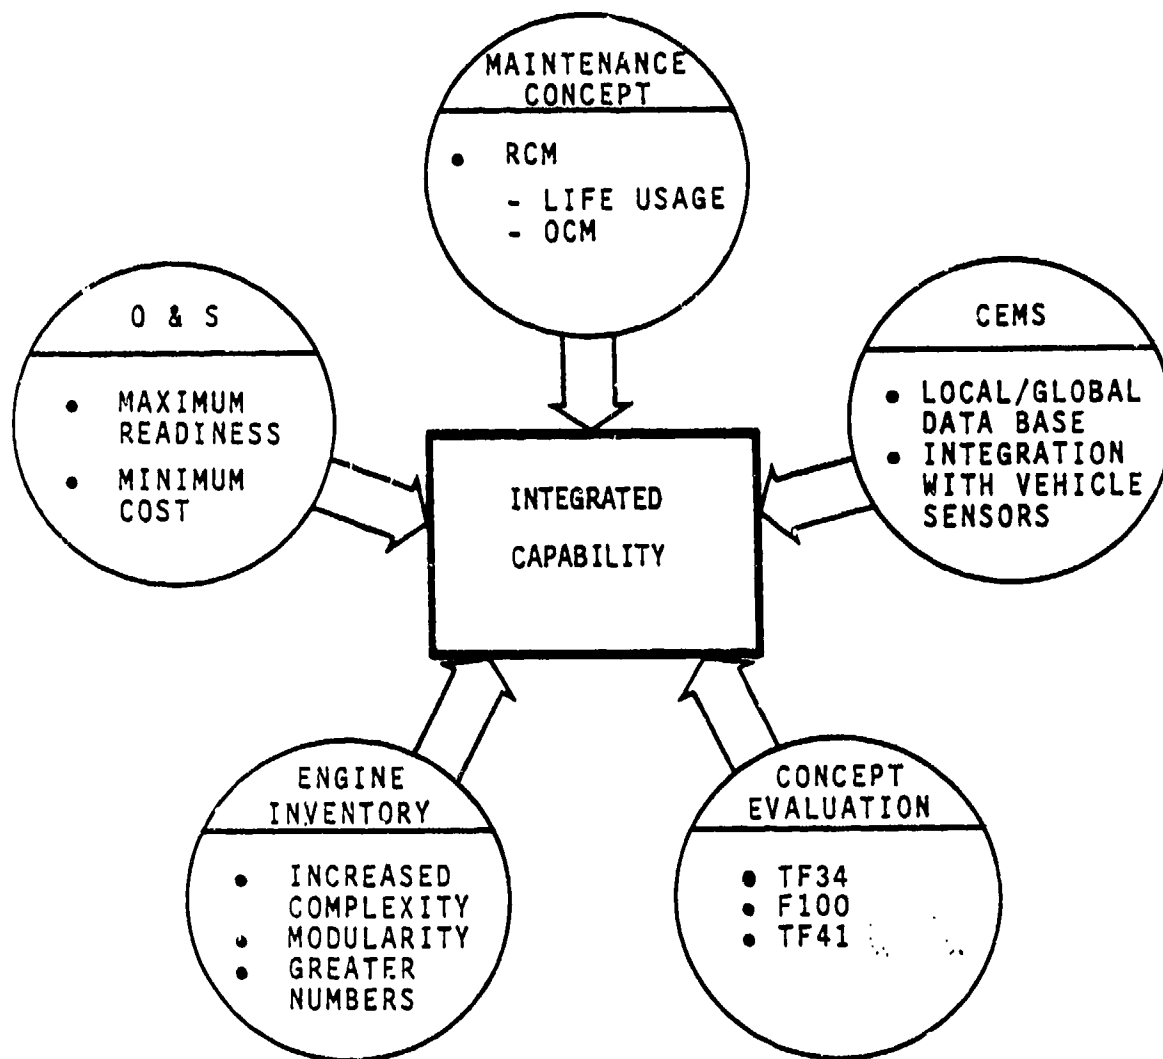 MAINTENANCE
CONCEPT
• RCM
- LIFE USAGE
- OCM
O & S
• MAXIMUM
READINESS
• MINIMUM
COST
CEMS
• LOCAL/GLOBAL
DATA BASE
• INTEGRATION
WITH VEHICLE
SENSORS
INTEGRATED
CAPABILITY
ENGINE
INVENTORY
• INCREASED
COMPLEXITY
• MODULARITY
• GREATER
NUMBERS
CONCEPT
EVALUATION
• TF34
• F100
• TF41